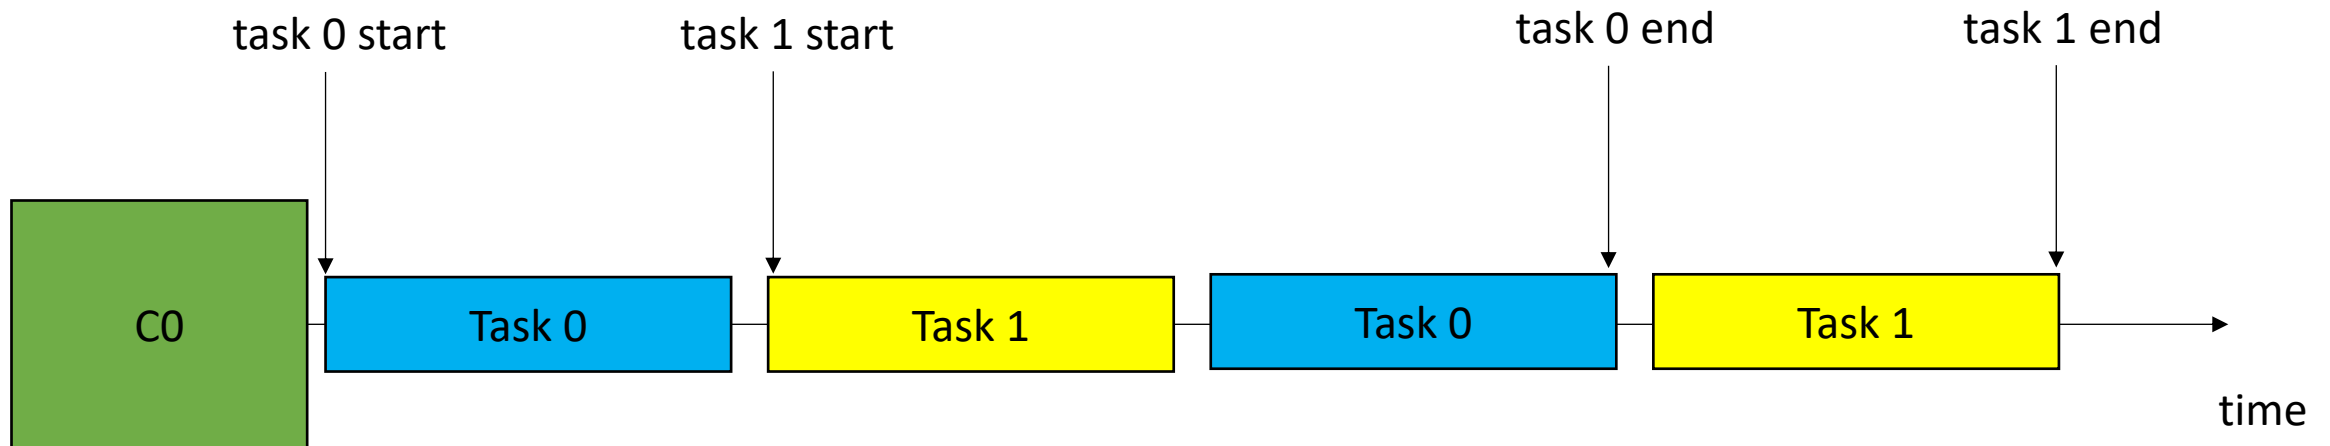 task 0 start
task 1 start
task 0 end
task 1 end
C0
Task 0
Task 1
Task 0
Task 1
time